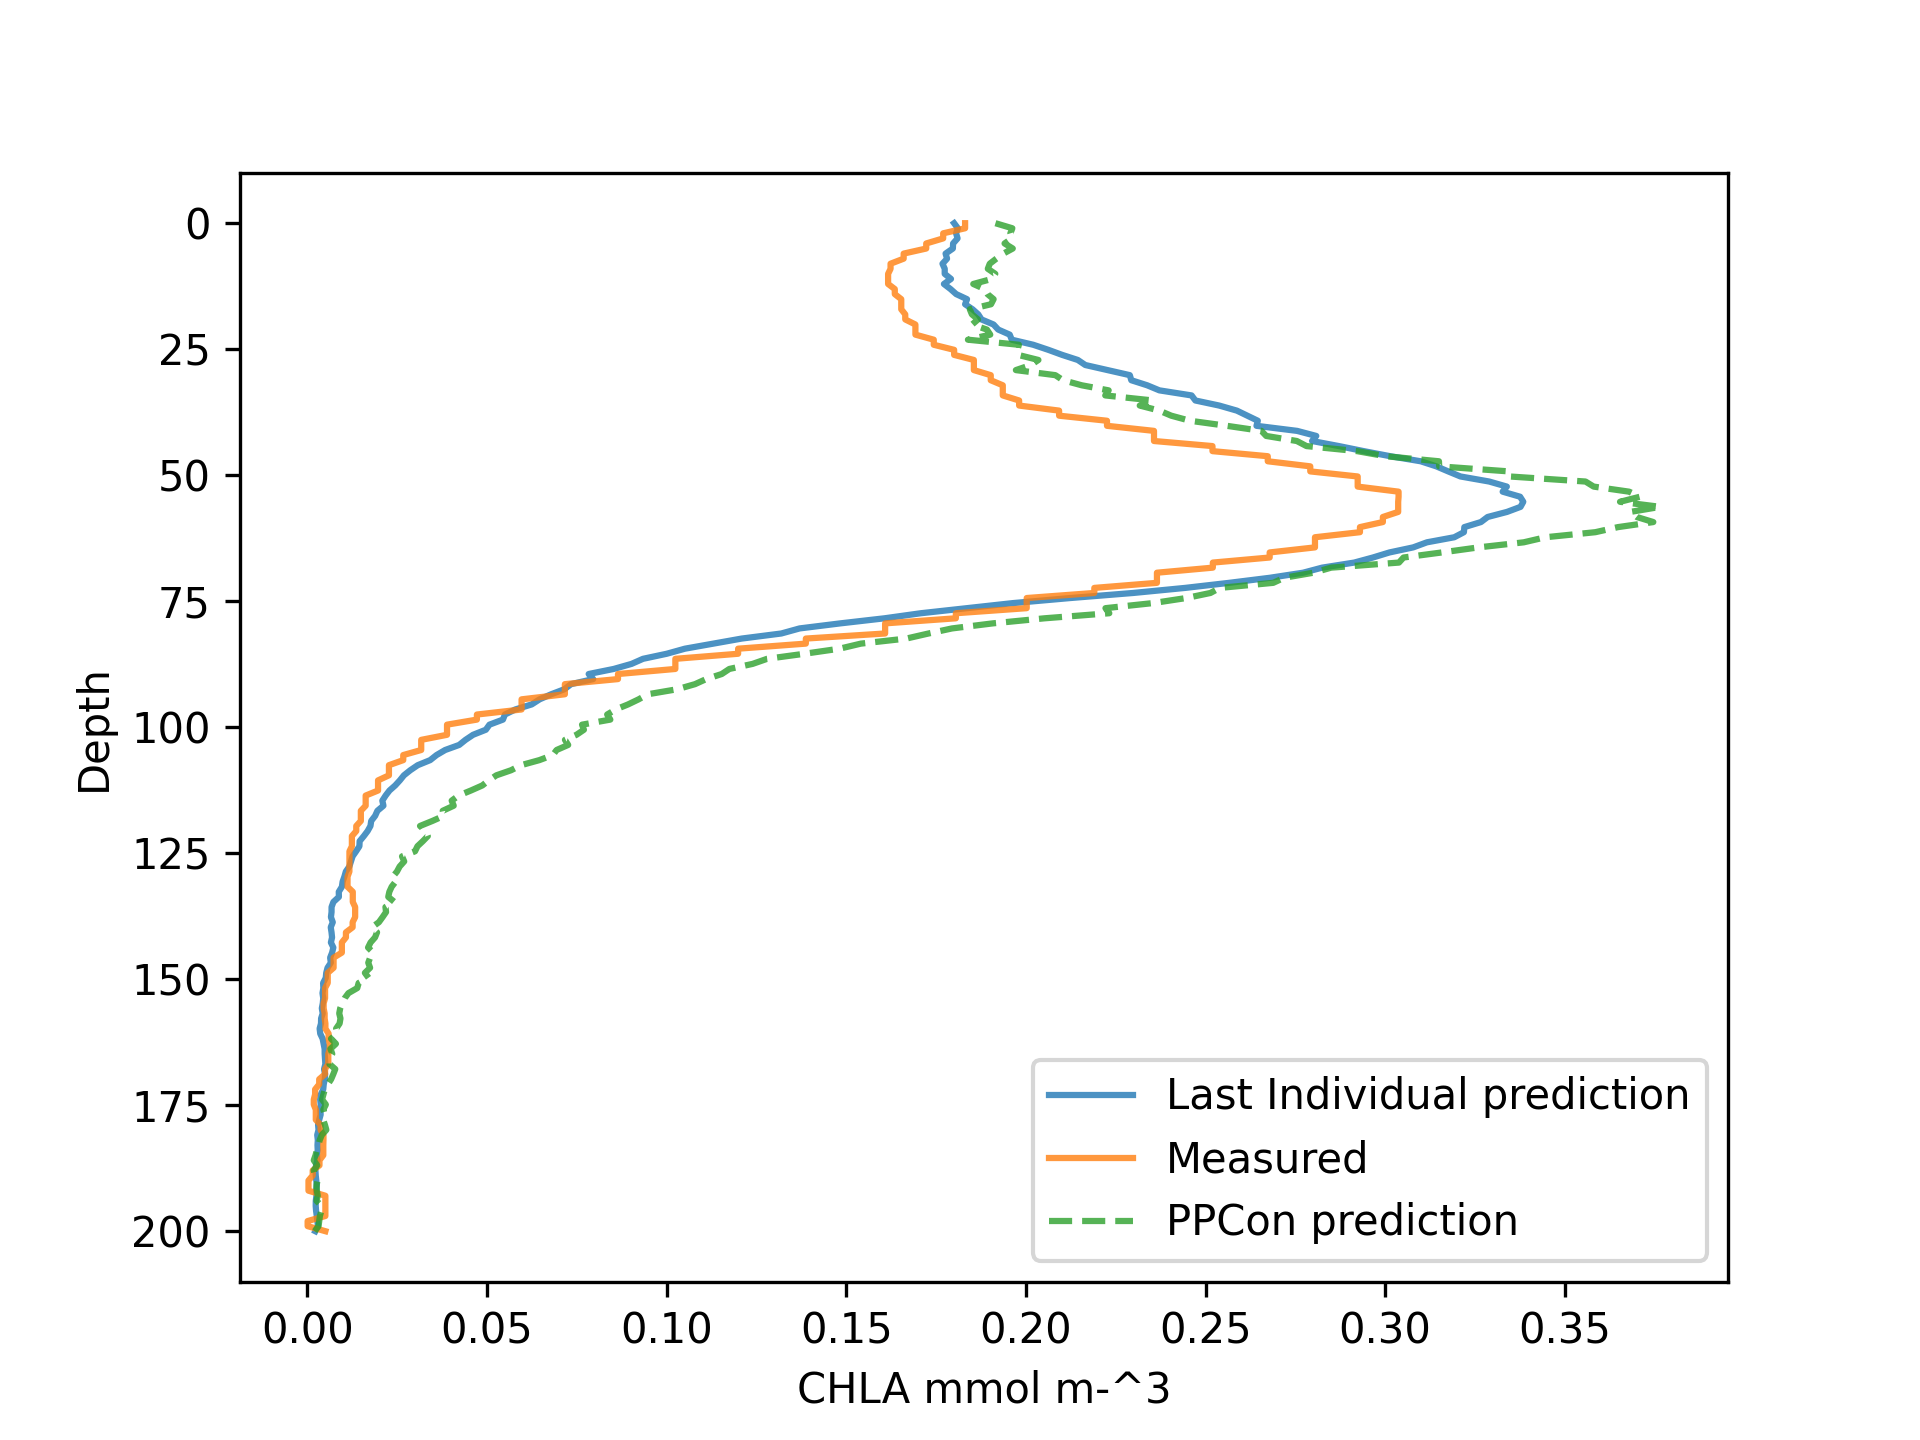 0
25
50
75
100
125
150
175
200
Depth
0.00 0.05 0.10 0.15 0.20 0.25 0.30 0.35
CHLA mmol m-^3
Last Individual prediction
Measured
PPCon prediction